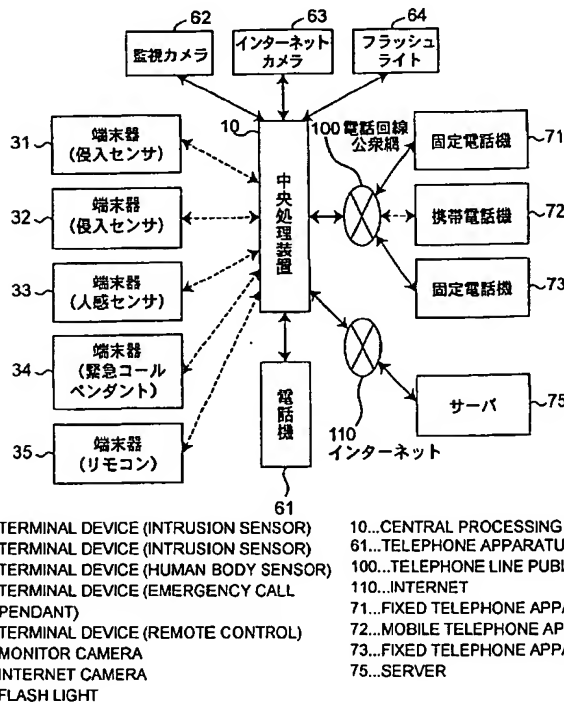 62
63
64
監視カメラ
インターネット
カメラ
フラッシュ
ライト
10
100 電話回線
公衆網
31
端末器
(侵入センサ)
固定電話機
71
32
端末器
(侵入センサ)
中央処理装置
携帯電話機
72
33
端末器
(人感センサ)
固定電話機
73
34
端末器
(緊急コール
ペンダント)
電話機
サーバ
75
35
端末器
(リモコン)
110
インターネット
61
TERMINAL DEVICE (INTRUSION SENSOR)
TERMINAL DEVICE (INTRUSION SENSOR)
TERMINAL DEVICE (HUMAN BODY SENSOR)
TERMINAL DEVICE (EMERGENCY CALL
PENDANT)
TERMINAL DEVICE (REMOTE CONTROL)
MONITOR CAMERA
INTERNET CAMERA
FLASH LIGHT
10...CENTRAL PROCESSING
61...TELEPHONE APPARATU
100...TELEPHONE LINE PUBL
110...INTERNET
71...FIXED TELEPHONE APPA
72...MOBILE TELEPHONE AP
73...FIXED TELEPHONE APPA
75...SERVER